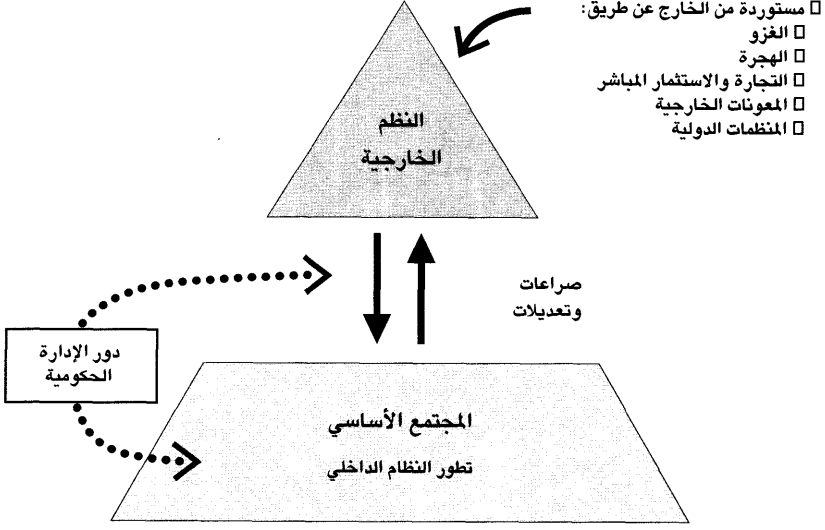 ▯ مستوردة من الخارج عن طريق:
▯ الغزو
▯ الهجرة
▯ التجارة والاستثمار المباشر
▯ المعونات الخارجية
▯ المنظمات الدولية
النظم
الخارجية
صراعات
وتعديلات
دور الإدارة
الحكومية
المجتمع الأساسي
تطور النظام الداخلي